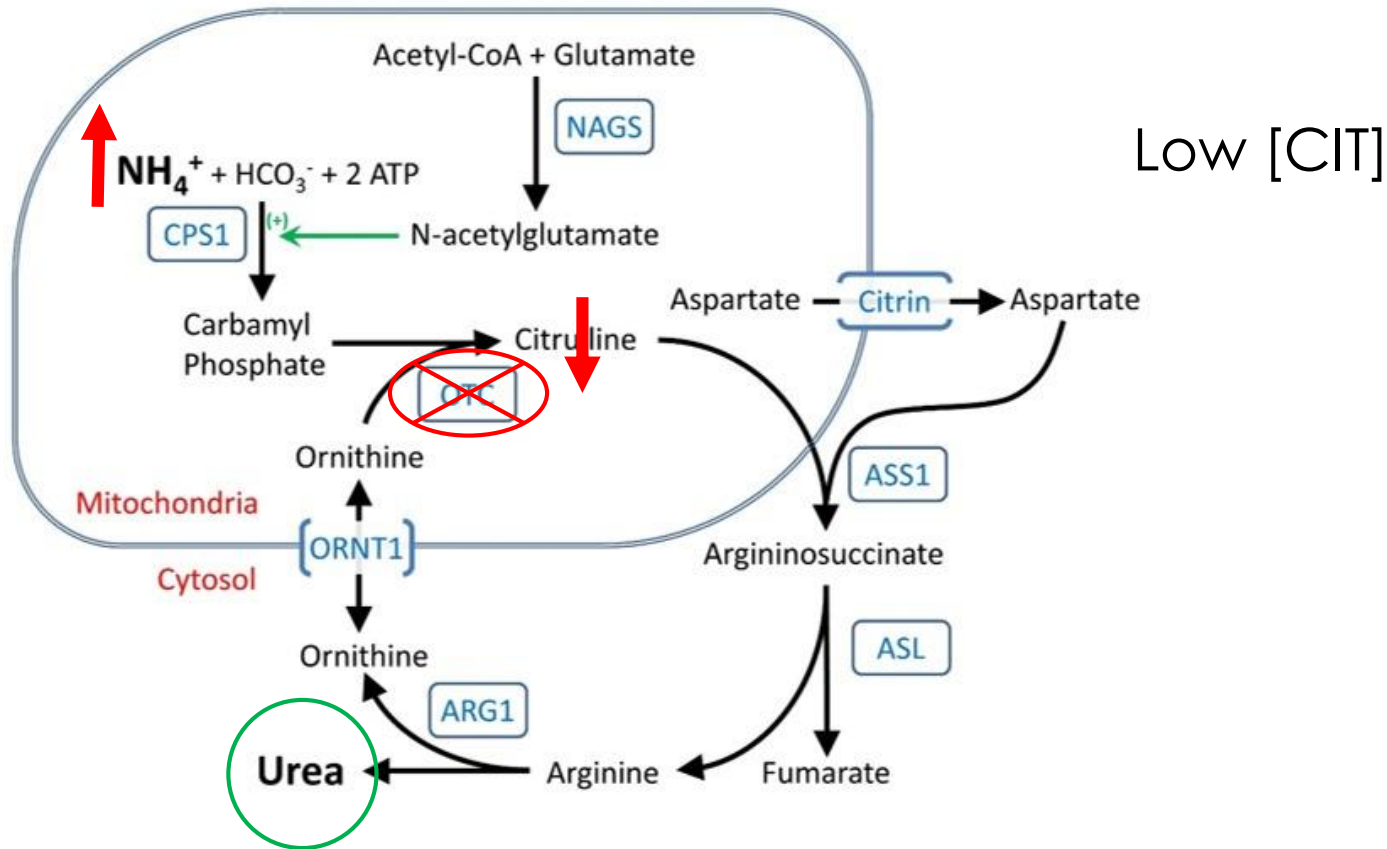 Acetyl-CoA + Glutamate
NAGS
Low [CIT]
NH₄⁺ + HCO₃⁻ + 2 ATP
(+)
CPS1
N-acetylglutamate
Aspartate
Citrin
Aspartate
Carbamyl
Phosphate
Citrulline
OTC
Ornithine
ASS1
Mitochondria
ORNT1
Argininosuccinate
Cytosol
Ornithine
ASL
ARG1
Urea
Arginine
Fumarate